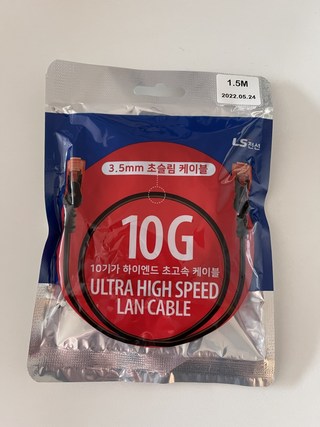 1.5M
2022.05.24
LS전선
3.5mm 초슬림 케이블
10G
10기가 하이엔드 초고속 케이블
ULTRA HIGH SPEED
LAN CABLE